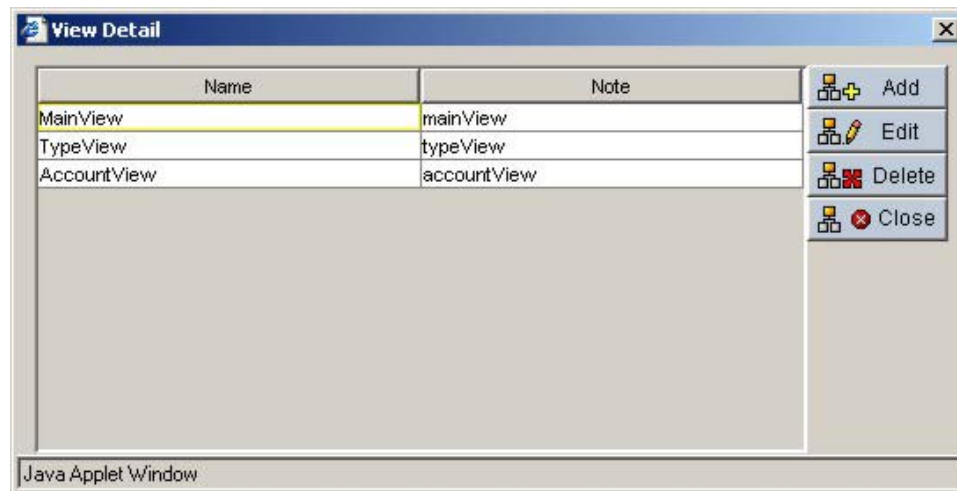 View Detail
Name Note
MainView mainView
TypeView typeView
AccountView accountView
Add
Edit
Delete
Close
Java Applet Window